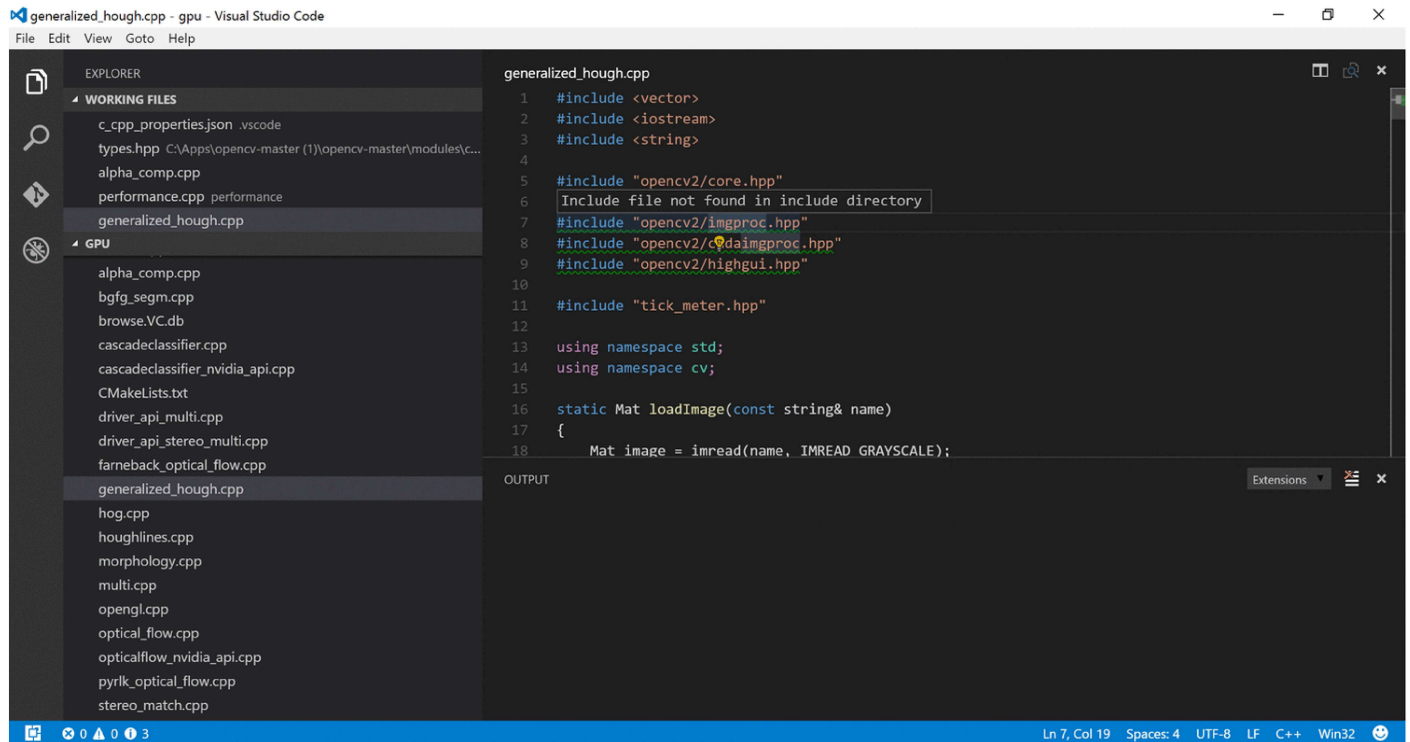 generalized_hough.cpp - gpu - Visual Studio Code
File Edit View Goto Help
EXPLORER
WORKING FILES
c_cpp_properties.json .vscode
types.hpp C:\Apps\opencv-master (1)\opencv-master\modules\c...
alpha_comp.cpp
performance.cpp performance
generalized_hough.cpp
GPU
alpha_comp.cpp
bgfg_segm.cpp
browse.VC.db
cascadeclassifier.cpp
cascadeclassifier_nvidia_api.cpp
CMakeLists.txt
driver_api_multi.cpp
driver_api_stereo_multi.cpp
farneback_optical_flow.cpp
generalized_hough.cpp
hog.cpp
houghlines.cpp
morphology.cpp
multi.cpp
opengl.cpp
optical_flow.cpp
opticalflow_nvidia_api.cpp
pyrlk_optical_flow.cpp
stereo_match.cpp
generalized_hough.cpp
1 #include <vector>
2 #include <iostream>
3 #include <string>
4
5 #include "opencv2/core.hpp"
6 Include file not found in include directory
7 #include "opencv2/imgproc.hpp"
8 #include "opencv2/cudaimgproc.hpp"
9 #include "opencv2/highgui.hpp"
10
11 #include "tick_meter.hpp"
12
13 using namespace std;
14 using namespace cv;
15
16 static Mat loadImage(const string& name)
17 {
18 Mat image = imread(name, IMREAD_GRAYSCALE);
OUTPUT
Extensions
0 0 3
Ln 7, Col 19 Spaces: 4 UTF-8 LF C++ Win32